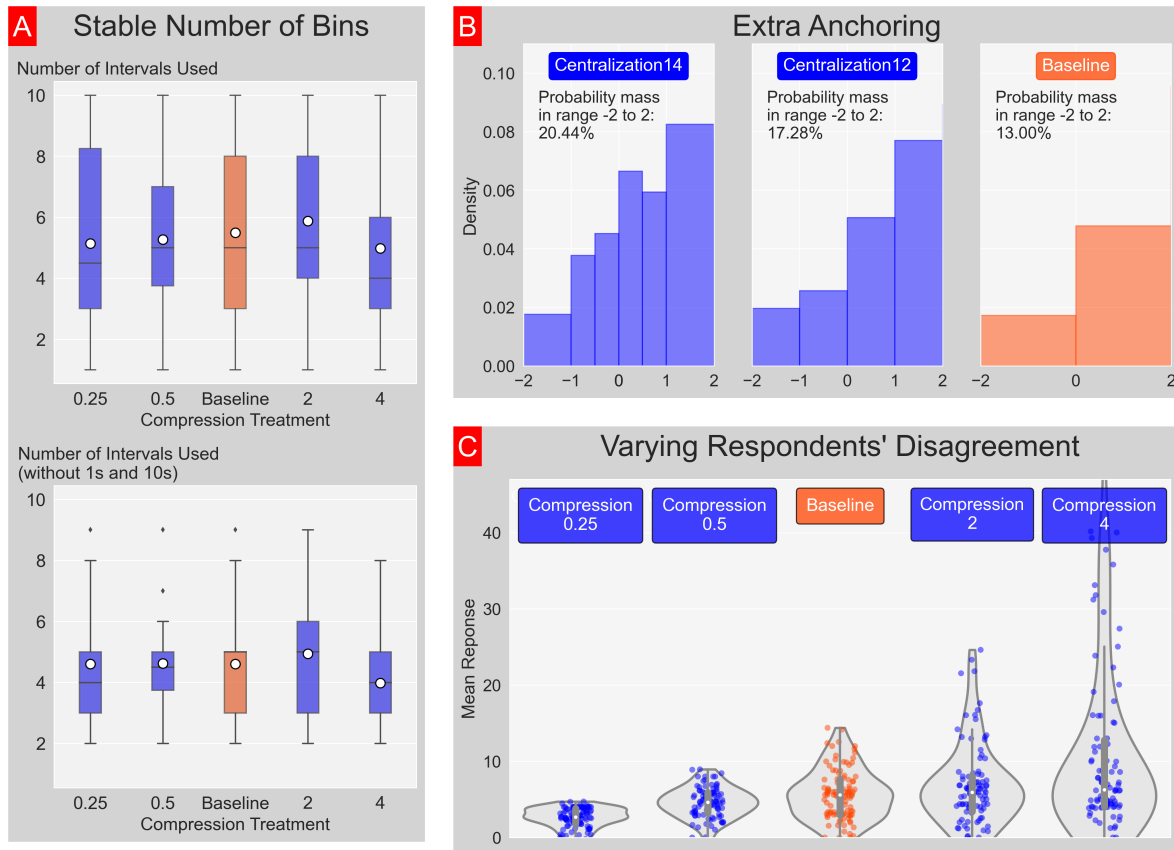 A
Stable Number of Bins
Number of Intervals Used
10
8
6
4
2
0.25 0.5 Baseline 2 4
Compression Treatment
Number of Intervals Used
(without 1s and 10s)
10
8
6
4
2
0.25 0.5 Baseline 2 4
Compression Treatment
B
Extra Anchoring
Centralization14
Centralization12
Baseline
Probability mass
in range -2 to 2:
20.44%
Probability mass
in range -2 to 2:
17.28%
Probability mass
in range -2 to 2:
13.00%
Density
0.10
0.08
0.06
0.04
0.02
0.00
−2 −1 0 1 2
−2 −1 0 1 2
−2 0 2
C
Varying Respondents' Disagreement
Compression
0.25
Compression
0.5
Baseline
Compression
2
Compression
4
Mean Reponse
40
30
20
10
0